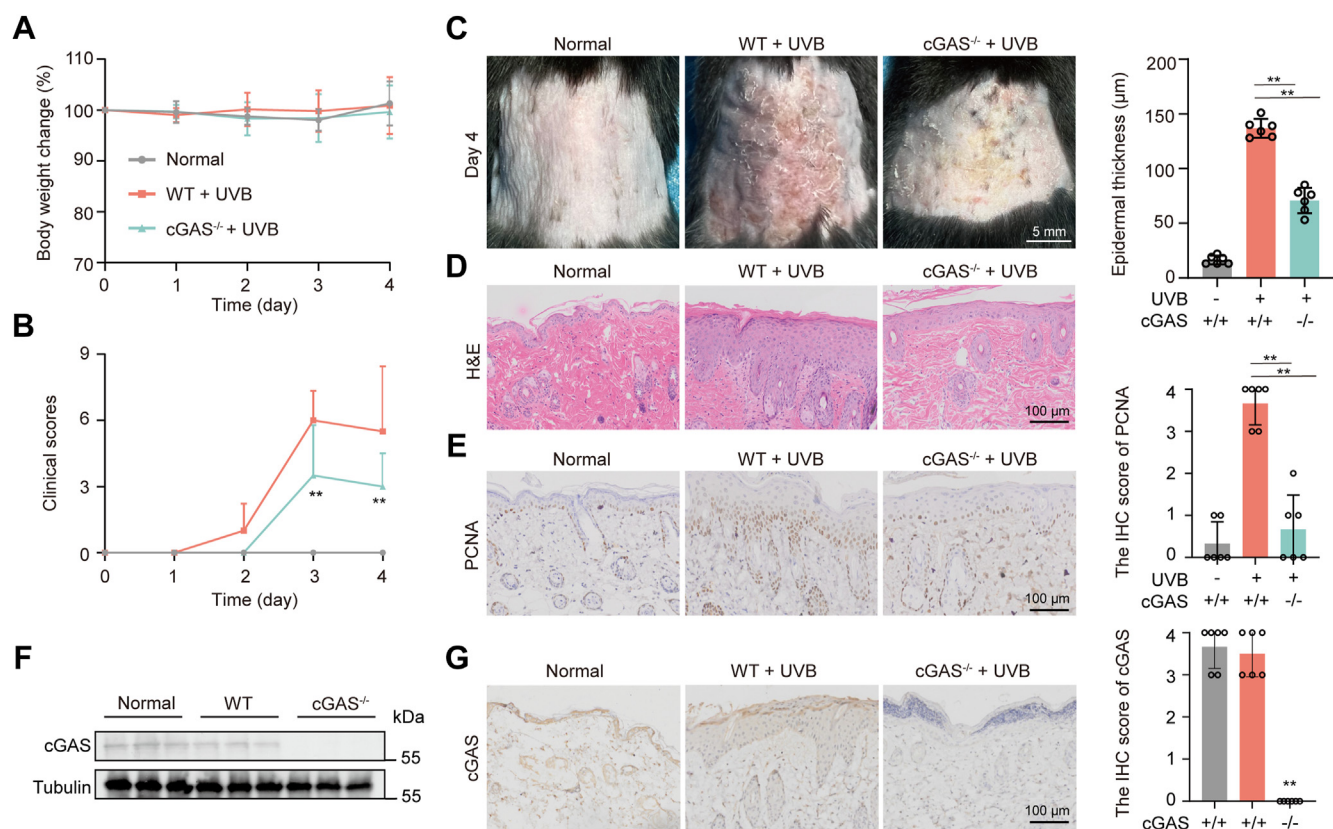 A
Body weight change (%)
110
100
90
80
70
Normal
WT + UVB
cGAS-/- + UVB
0 1 2 3 4
Time (day)
B
Clinical scores
9
6
3
0
** **
0 1 2 3 4
Time (day)
C
Normal WT + UVB cGAS-/- + UVB
Day 4
5 mm
Epidermal thickness (µm)
200
150
100
50
0
**
**
UVB - + +
cGAS +/+ +/+ -/-
D
Normal WT + UVB cGAS-/- + UVB
H&E
100 µm
E
Normal WT + UVB cGAS-/- + UVB
PCNA
100 µm
The IHC score of PCNA
4
3
2
1
0
**
**
UVB - + +
cGAS +/+ +/+ -/-
F
Normal WT cGAS-/-
kDa
cGAS
55
Tubulin
55
G
Normal WT + UVB cGAS-/- + UVB
cGAS
100 µm
The IHC score of cGAS
4
3
2
1
0
**
cGAS +/+ +/+ -/-